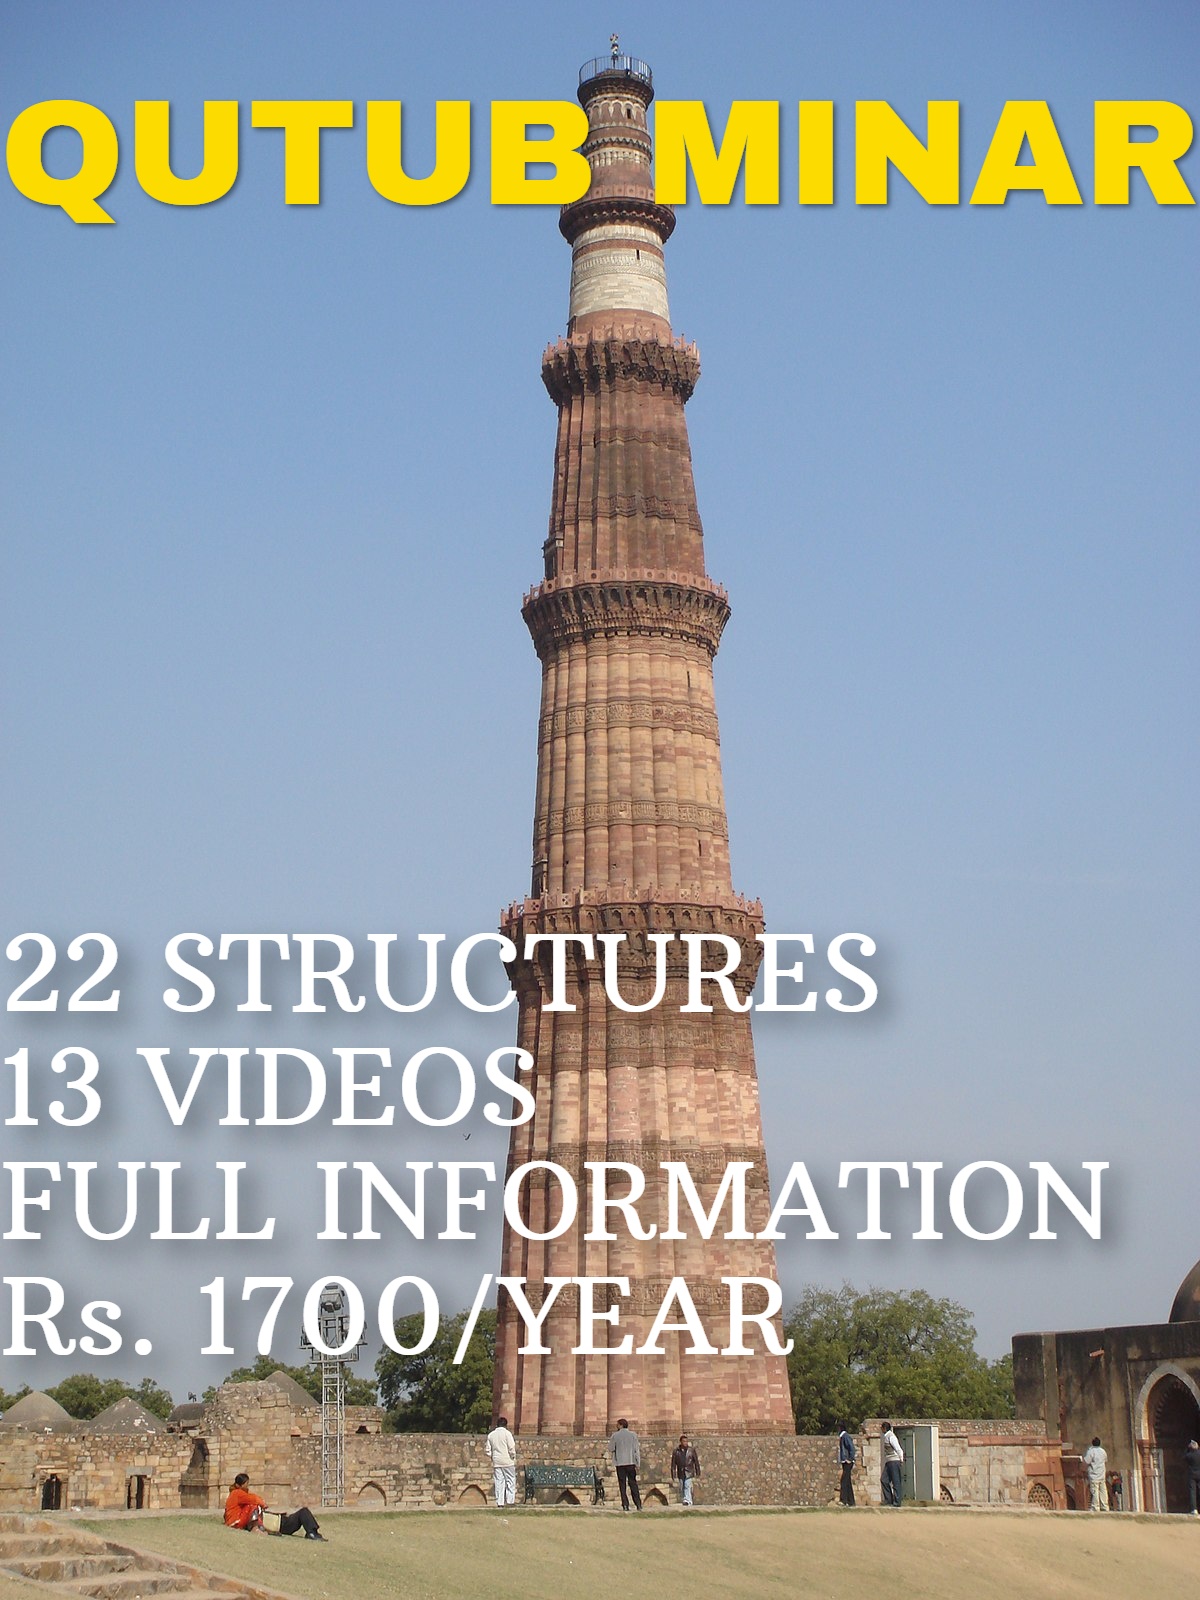 QUTUB MINAR
22 STRUCTURES
13 VIDEOS
FULL INFORMATION
Rs. 1700/YEAR